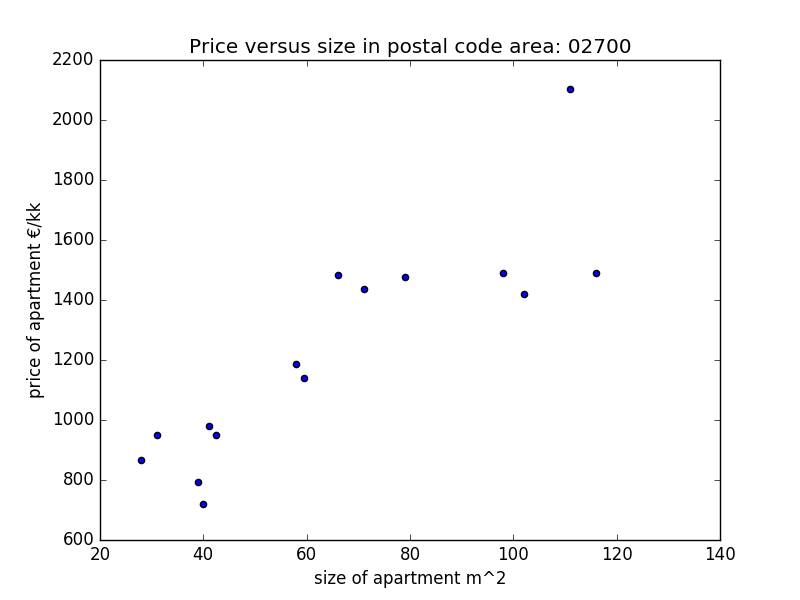 Price versus size in postal code area: 02700
2200
2000
1800
1600
1400
1200
1000
800
600
price of apartment €/kk
20 40 60 80 100 120 140
size of apartment m^2